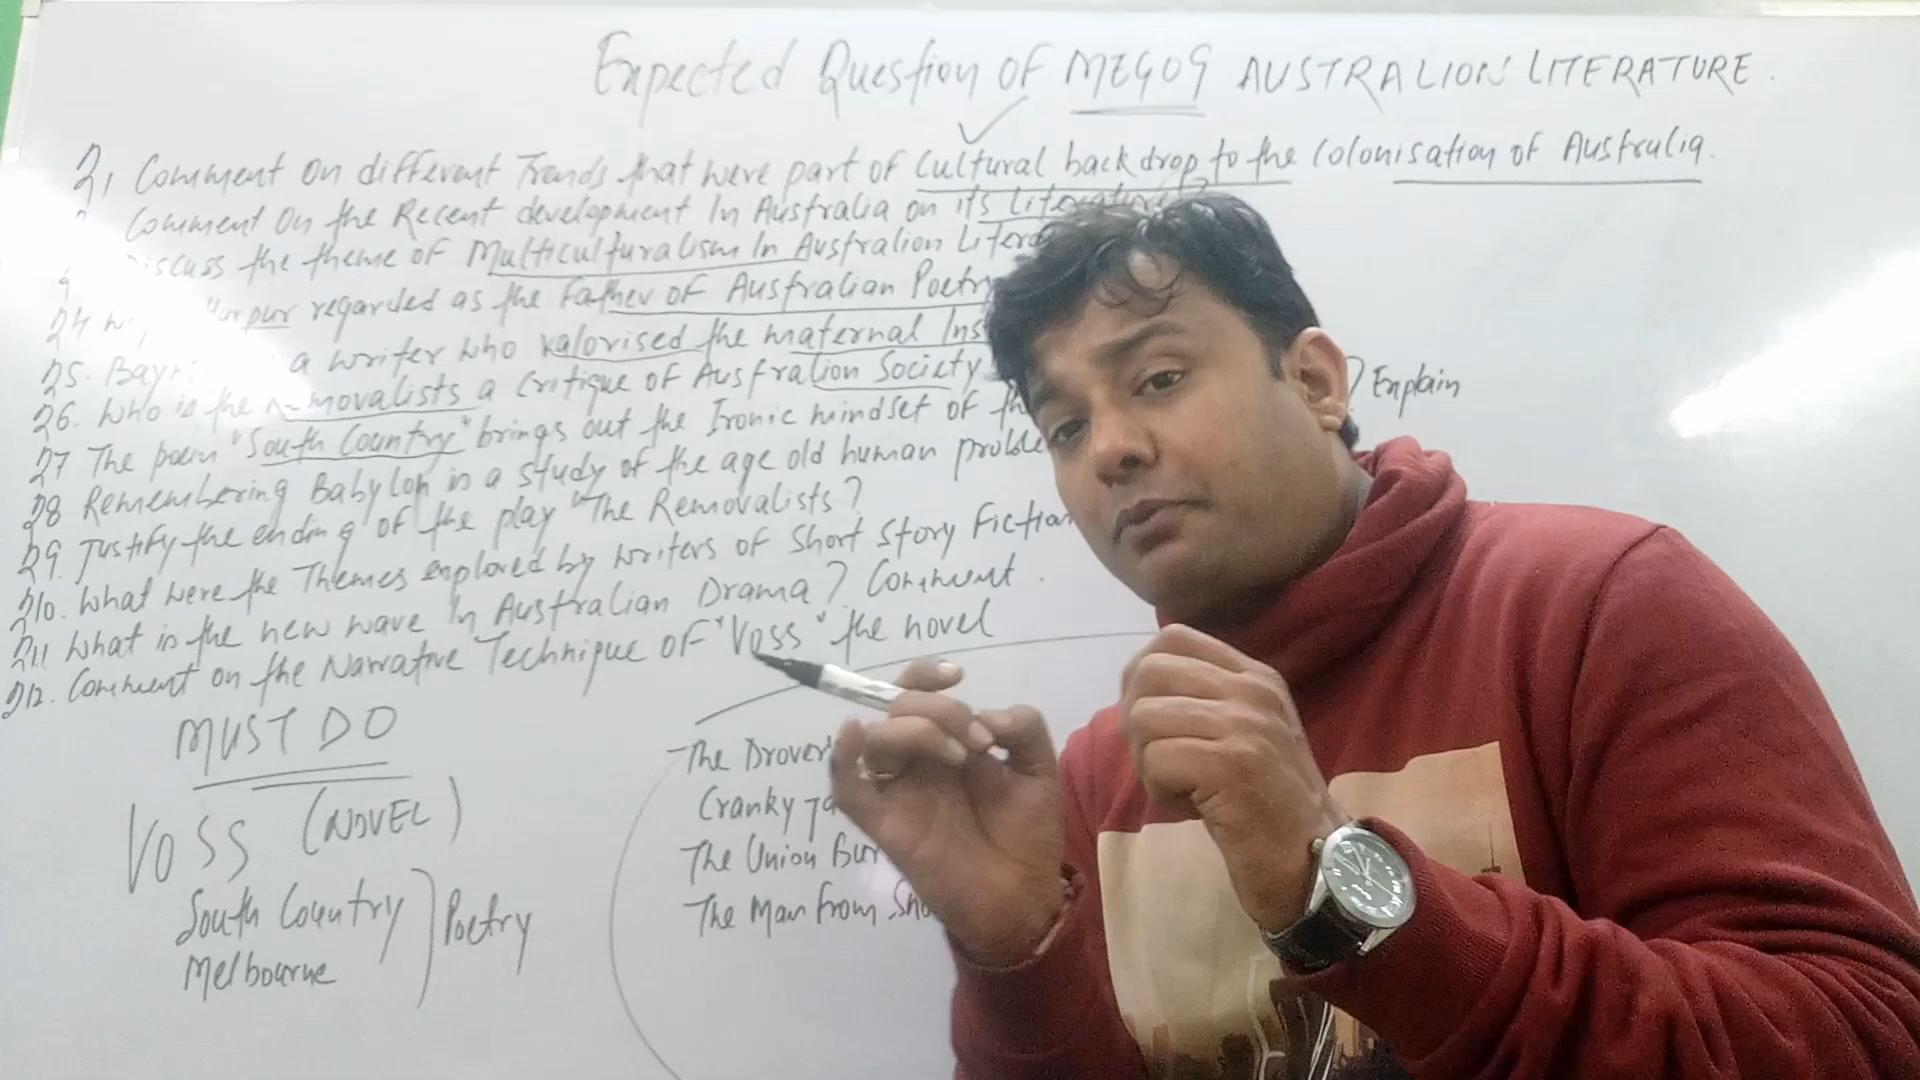 Expected Question OF MEG09 AUSTRALION LITERATURE.
Q1 Comment on different Trends that were part of Cultural backdrop to the Colonisation of Australia.
Comment on the Recent development In Australia on its Literature
the theme of Multiculturalism In Australion
Q4 regarded as the Father OF Australian Poetry
Q5. a writer who valorised the maternal
Q6. Who is the a Critique of Australion Society ? Explain
Q7 The poem "South Country" brings out the Ironic mindset of
Q8 Remembering Babylon is a study of the age old human
Q9. Justify the ending of the play "The Removalists?
Q10. What were the Themes explored by writers of Short Story Fiction
Q11 What is the new wave In Australian Drama? Comment.
Q12. Comment on the Narrative Technique OF "Voss" the novel
MUST DO
VOSS (NOVEL)
South Country
Melbourne
Poetry
The
Cranky
The Union
The Man from